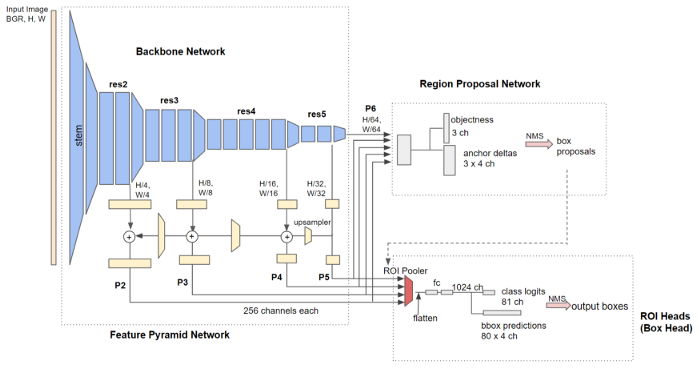 Input Image
BGR, H, W
Backbone Network
stem
res2
res3
res4
res5
P6
H/64,
W/64
Region Proposal Network
objectness
3 ch
anchor deltas
3 x 4 ch
NMS
box
proposals
H/4,
W/4
H/8,
W/8
H/16,
W/16
H/32,
W/32
upsampler
+
+
+
P2
P3
P4
P5
256 channels each
Feature Pyramid Network
ROI Pooler
fc
1024 ch
flatten
class logits
81 ch
bbox predictions
80 x 4 ch
NMS
output boxes
ROI Heads
(Box Head)